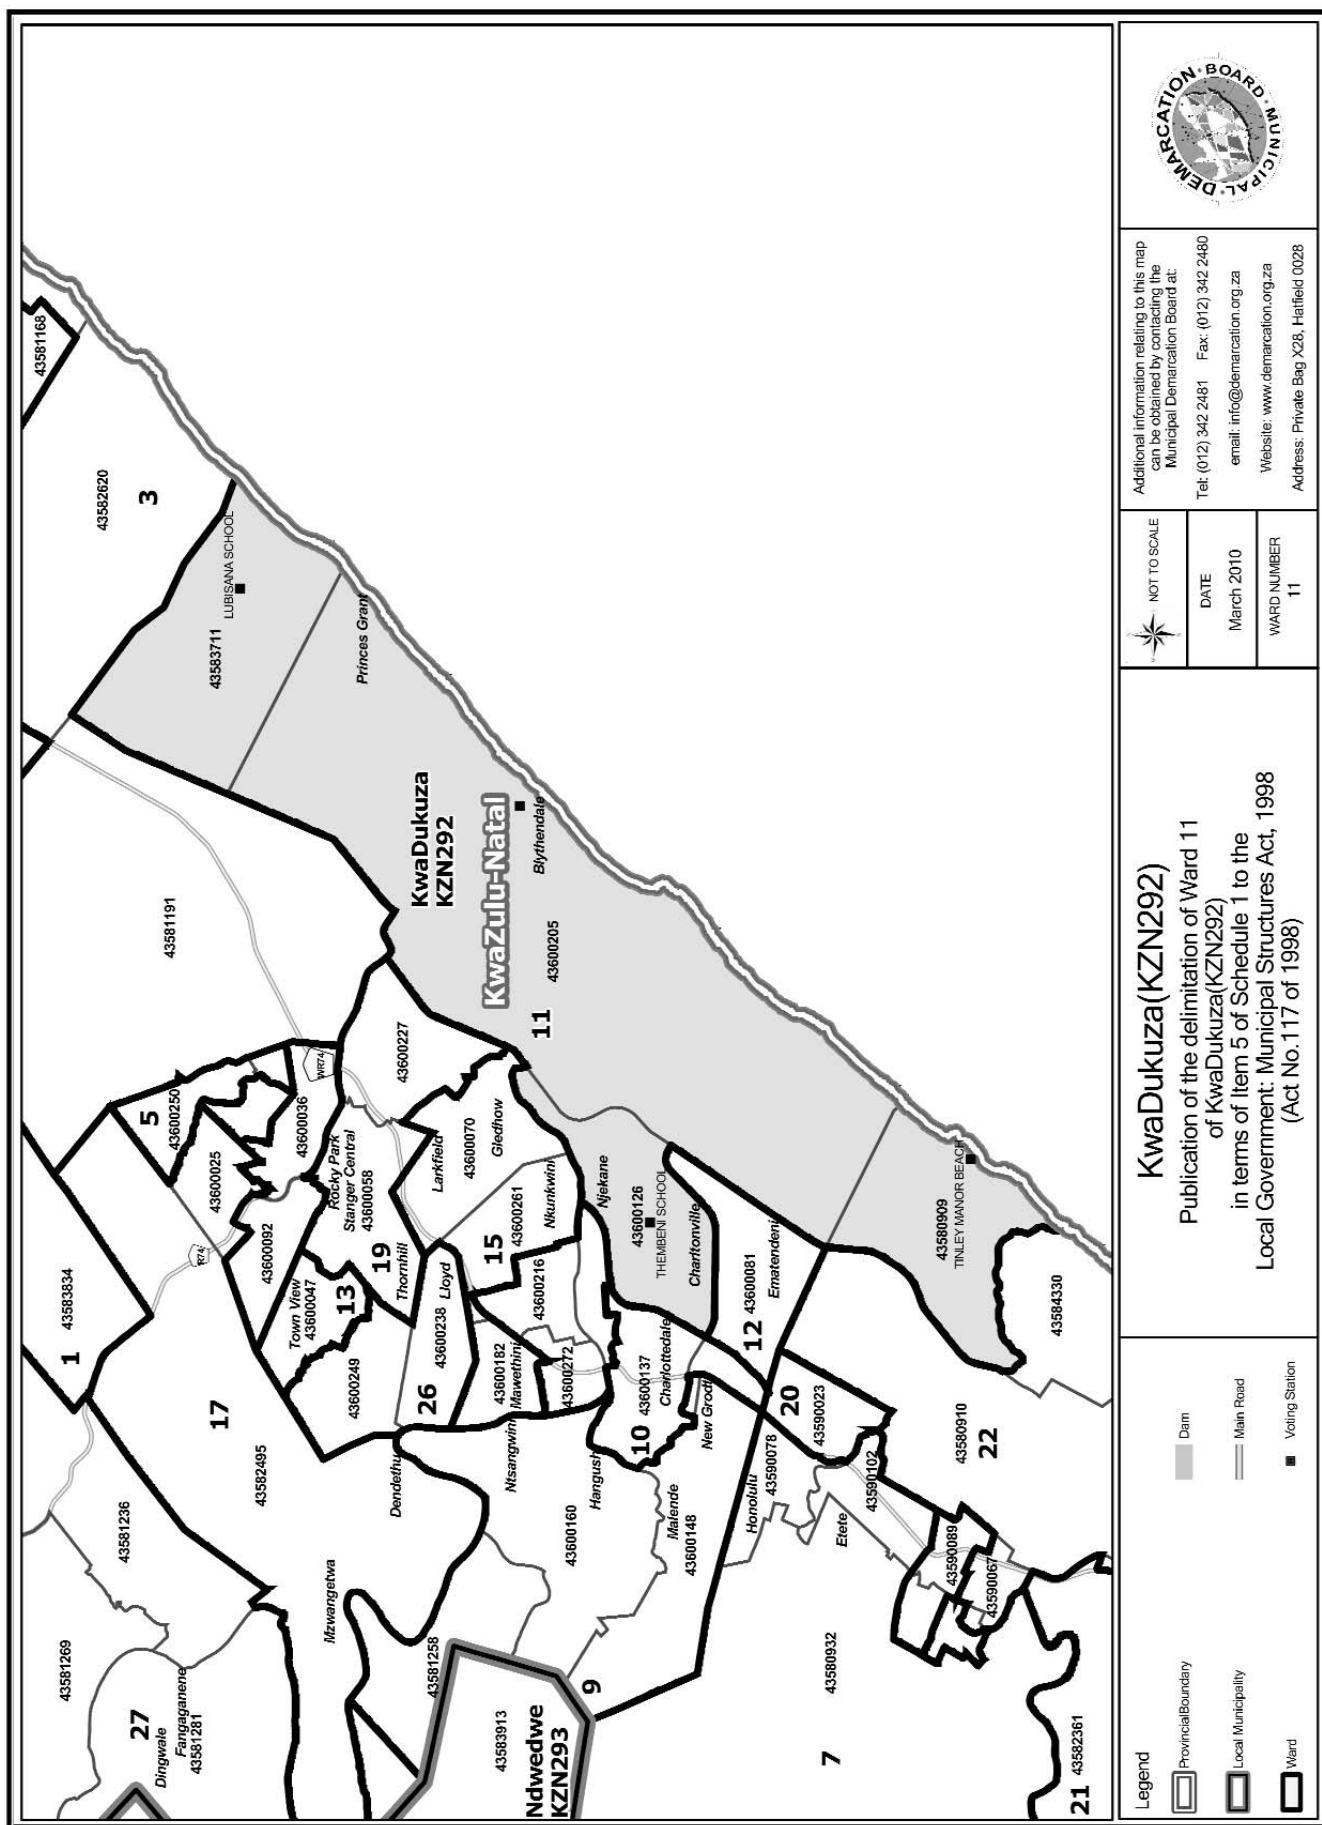 43581168
43582620
3
LUBISANA SCHOOL
43583711
Princes Grant
KwaDukuza
KZN292
KwaZulu-Natal
Blythendale
43581191
43600205
11
43600227
WR74
5
43600250
43600025
43600036
Rocky Park
Stanger Central
43600058
Larkfield
43600070
Gledhow
43600261
Nkunkwini
Njekane
43600126
THEMBENI SCHOOL
Charltonville
43580909
TINLEY MANOR BEACH
43584330
43583834
1
R74
43600092
17
Town View
43600047
13
19
Thornhill
15
43600216
Lloyd
43600238
26
43600249
43600182
Mawethini
43600272
43600081
Ematendeni
12
Charlottedale
43600137
10
New Grodt
20
43590023
43580910
22
43582495
Dendethu
Ntsangwini
Hangush
43600160
Malende
43600148
Honolulu
43590078
43590102
Etete
43590089
43590067
43581236
43581269
Mzwangetwa
43581258
27
Dingwale
Fangaganene
43581281
43583913
Ndwedwe
KZN293
9
43580932
7
21
43582361
Legend
ProvincialBoundary
Local Municipality
Ward
Dam
Main Road
Voting Station
KwaDukuza(KZN292)
Publication of the delimitation of Ward 11
of KwaDukuza(KZN292)
in terms of Item 5 of Schedule 1 to the
Local Government: Municipal Structures Act, 1998
(Act No.117 of 1998)
NOT TO SCALE
DATE
March 2010
WARD NUMBER
11
Additional information relating to this map
can be obtained by contacting the
Municipal Demarcation Board at:
Tel: (012) 342 2481 Fax: (012) 342 2480
email: info@demarcation.org.za
Website: www.demarcation.org.za
Address: Private Bag X28, Hatfield 0028
MUNICIPAL DEMARCATION BOARD